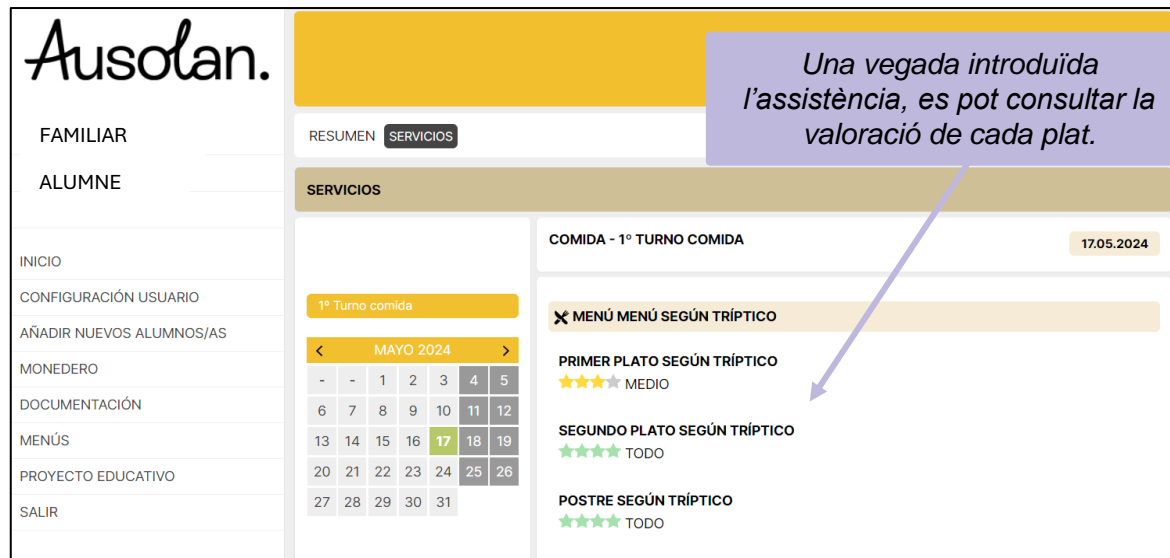 Ausolan.
FAMILIAR
ALUMNE
INICIO
CONFIGURACIÓN USUARIO
AÑADIR NUEVOS ALUMNOS/AS
MONEDERO
DOCUMENTACIÓN
MENÚS
PROYECTO EDUCATIVO
SALIR
Una vegada introduïda
l'assistència, es pot consultar la
valoració de cada plat.
RESUMEN SERVICIOS
SERVICIOS
1º Turno comida
< MAYO 2024 >
- - 1 2 3 4 5
6 7 8 9 10 11 12
13 14 15 16 17 18 19
20 21 22 23 24 25 26
27 28 29 30 31
COMIDA - 1º TURNO COMIDA 17.05.2024
MENÚ MENÚ SEGÚN TRÍPTICO
PRIMER PLATO SEGÚN TRÍPTICO
MEDIO
SEGUNDO PLATO SEGÚN TRÍPTICO
TODO
POSTRE SEGÚN TRÍPTICO
TODO